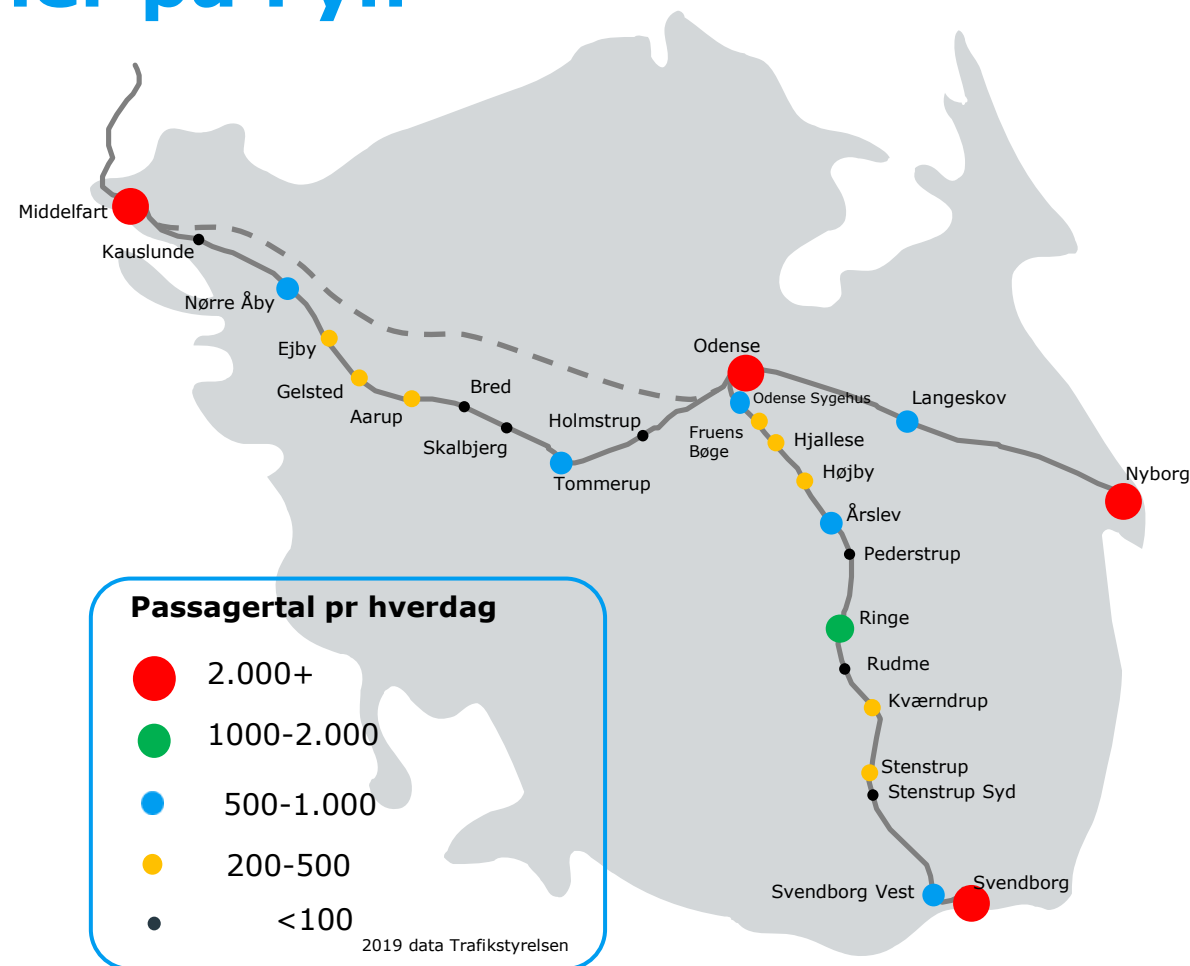 på Fyn
Middelfart
Kauslunde
Nørre Åby
Ejby
Gelsted
Aarup
Bred
Skalbjerg
Holmstrup
Tommerup
Odense
Odense Sygehus
Fruens
Bøge
Hjallese
Højby
Langeskov
Nyborg
Årslev
Pederstrup
Ringe
Rudme
Kværndrup
Stenstrup
Stenstrup Syd
Svendborg Vest
Svendborg
Passagertal pr hverdag
2.000+
1000-2.000
500-1.000
200-500
<100
2019 data Trafikstyrelsen